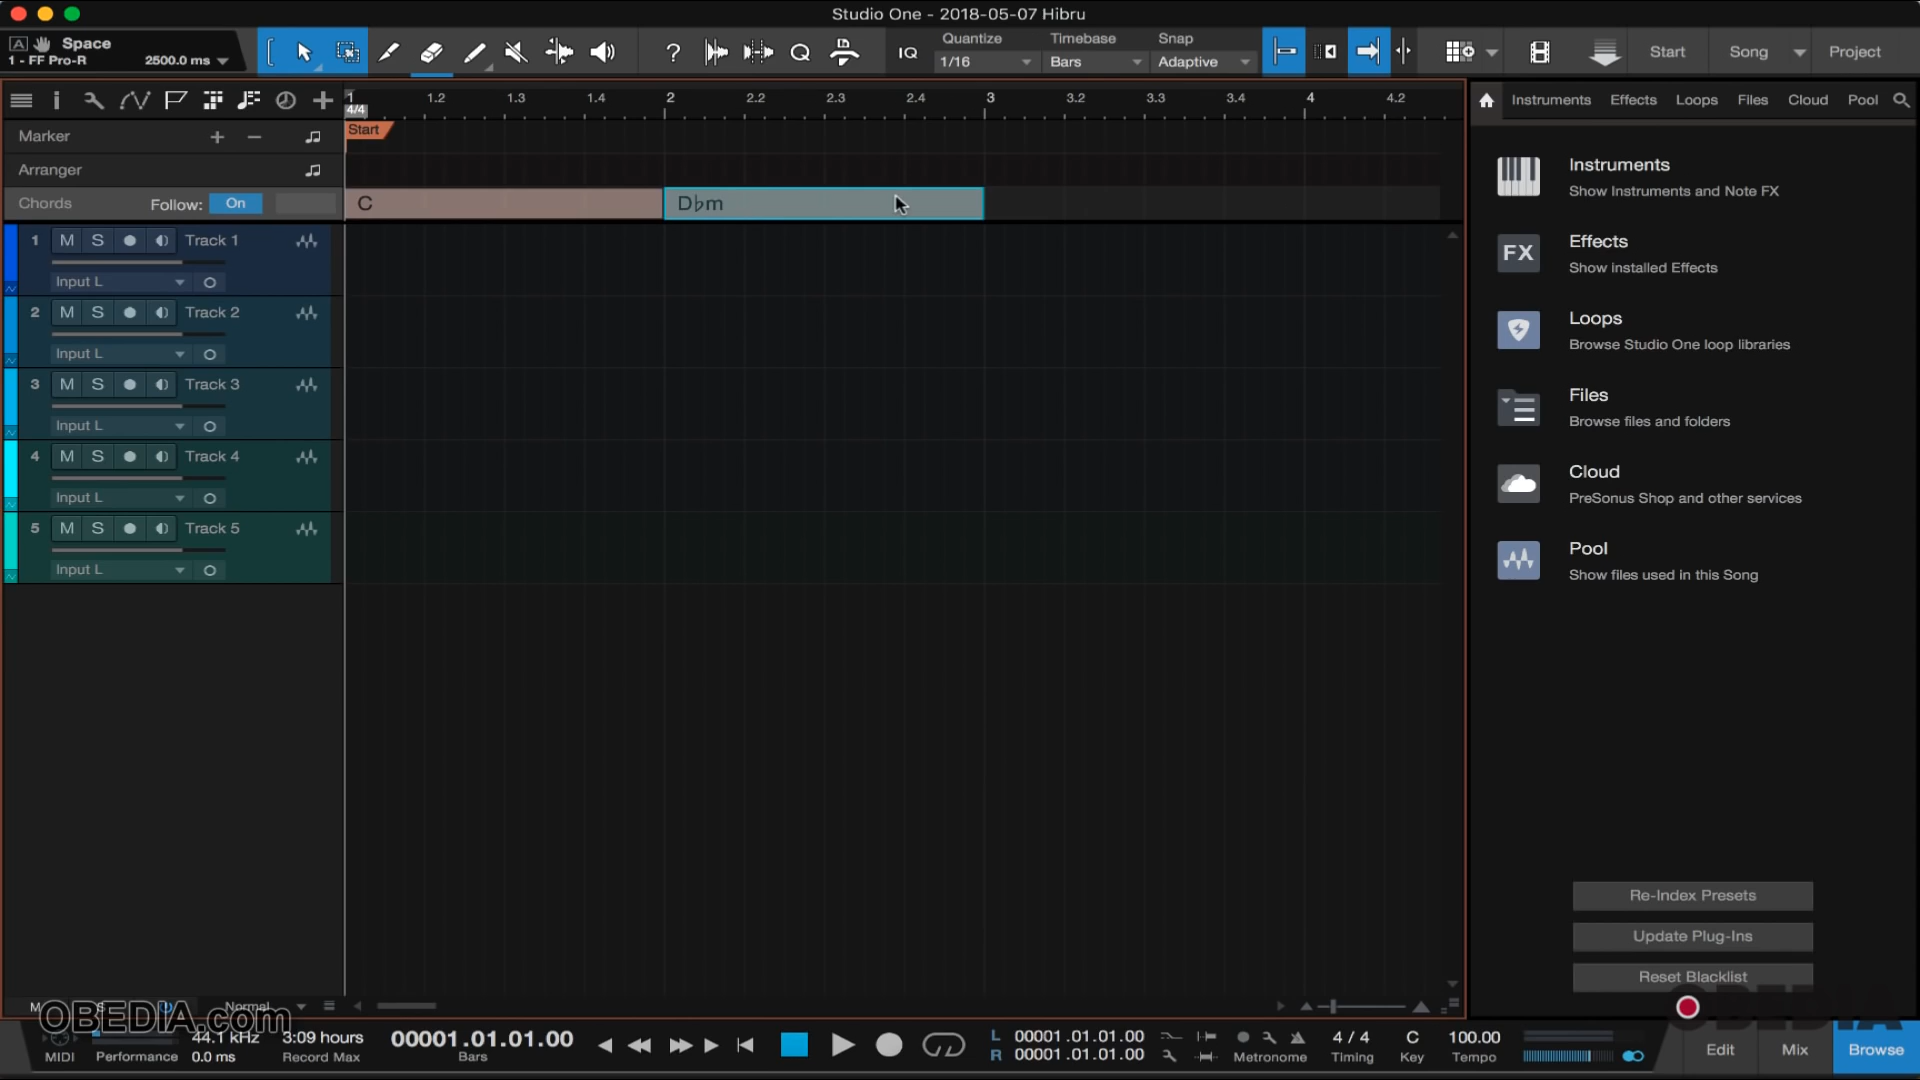 Studio One - 2018-05-07 Hibru
A Space
1 - FF Pro-R 2500.0 ms
? Q IQ
Quantize Timebase Snap
1/16 Bars Adaptive
Start Song Project
i
1 1.2 1.3 1.4 2 2.2 2.3 2.4 3 3.2 3.3 3.4 4 4.2
4/4
Marker + −
Start
Arranger
Chords Follow: On
C D♭m
1 M S Track 1
Input L
2 M S Track 2
Input L
3 M S Track 3
Input L
4 M S Track 4
Input L
5 M S Track 5
Input L
Instruments Effects Loops Files Cloud Pool
Instruments
Show Instruments and Note FX
FX
Effects
Show installed Effects
Loops
Browse Studio One loop libraries
Files
Browse files and folders
Cloud
PreSonus Shop and other services
Pool
Show files used in this Song
Re-Index Presets
Update Plug-Ins
Reset Blacklist
Normal
OBEDIA.com
MIDI
Performance
44.1 kHz
0.0 ms
3:09 hours
Record Max
00001.01.01.00
Bars
L 00001.01.01.00
R 00001.01.01.00
Metronome
4 / 4
Timing
C
Key
100.00
Tempo
Edit Mix Browse